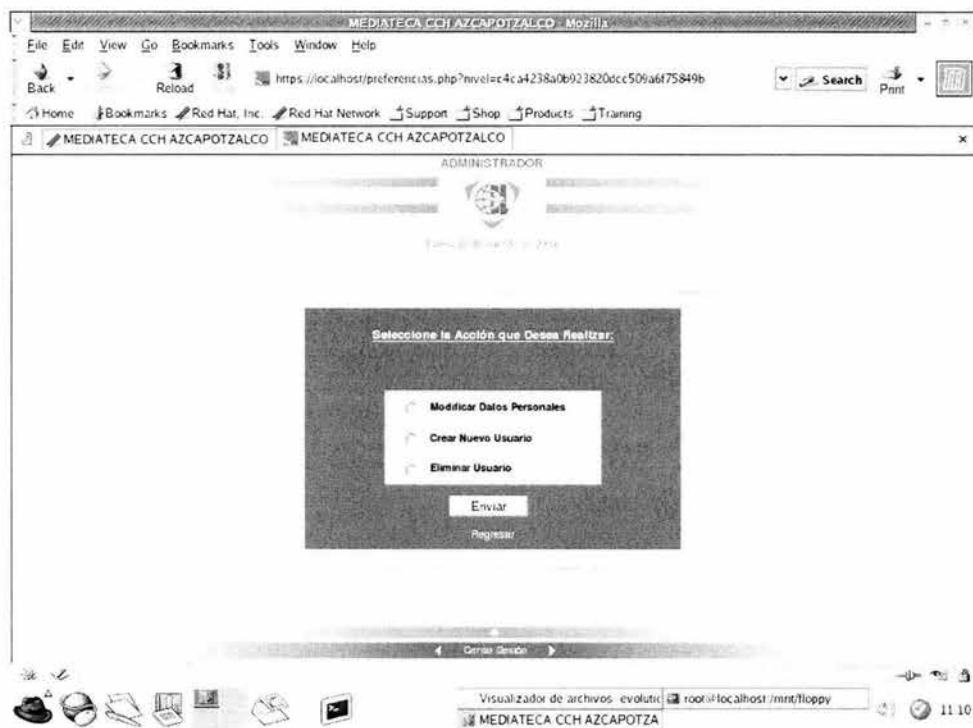 MEDIATECA CCH AZCAPOTZALCO - Mozilla
File Edit View Go Bookmarks Tools Window Help
Back Reload https://localhost/preferencias.php?nivel=c4ca4238a0b923820dcc509a6f75849b Search Print
Home Bookmarks Red Hat, Inc. Red Hat Network Support Shop Products Training
MEDIATECA CCH AZCAPOTZALCO MEDIATECA CCH AZCAPOTZALCO
ADMINISTRADOR
Seleccione la Acción que Desea Realizar:
Modificar Datos Personales
Crear Nuevo Usuario
Eliminar Usuario
Enviar
Regresar
Cerrar Sesión
Visualizador de archivos evolutic root@localhost:/mnt/floppy
MEDIATECA CCH AZCAPOTZA
11:10